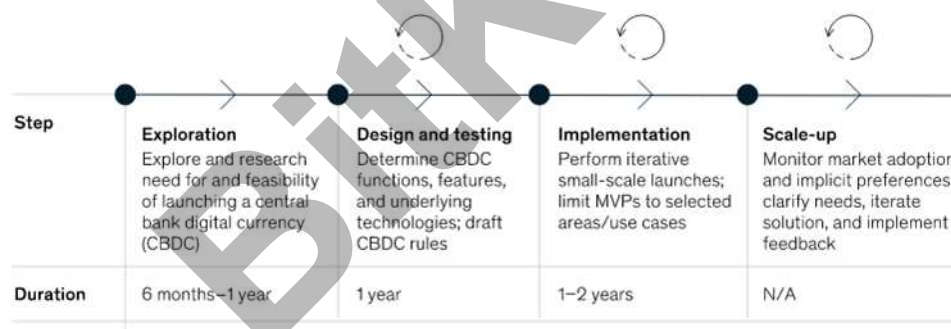 Step
Exploration
Explore and research
need for and feasibility
of launching a central
bank digital currency
(CBDC)
Design and testing
Determine CBDC
functions, features,
and underlying
technologies; draft
CBDC rules
Implementation
Perform iterative
small-scale launches;
limit MVPs to selected
areas/use cases
Scale-up
Monitor market adoption
and implicit preferences
clarify needs, iterate
solution, and implement
feedback
Duration
6 months–1 year
1 year
1–2 years
N/A
BitK